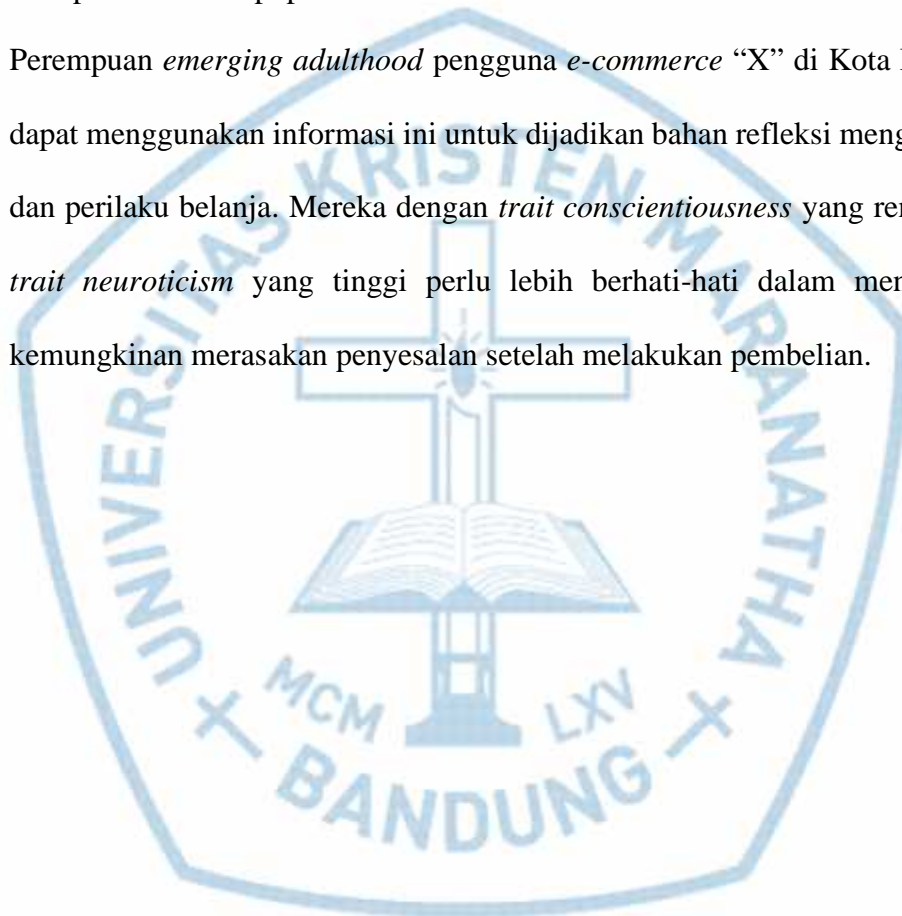 Perempuan emerging adulthood pengguna e-commerce “X” di Kota
dapat menggunakan informasi ini untuk dijadikan bahan refleksi
dan perilaku belanja. Mereka dengan trait conscientiousness yang
trait neuroticism yang tinggi perlu lebih berhati-hati dalam
kemungkinan merasakan penyesalan setelah melakukan pembelian.
UNIVERSITAS KRISTEN MARANATHA
MCM LXV
BANDUNG